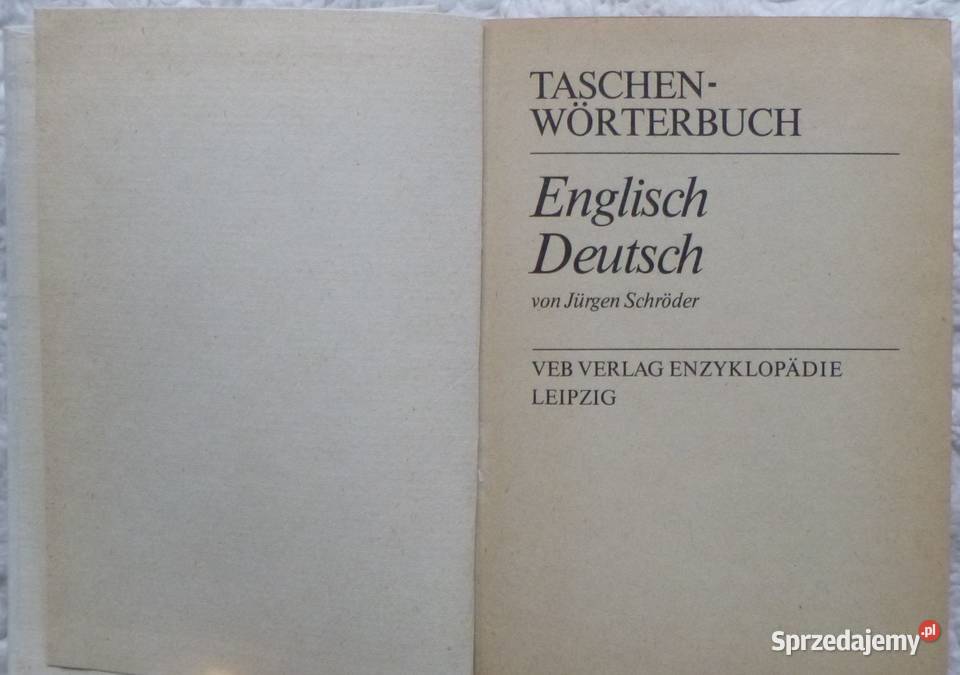 TASCHEN-
WÖRTERBUCH
Englisch
Deutsch
von Jürgen Schröder
VEB VERLAG ENZYKLOPÄDIE
LEIPZIG
Sprzedajemy.pl